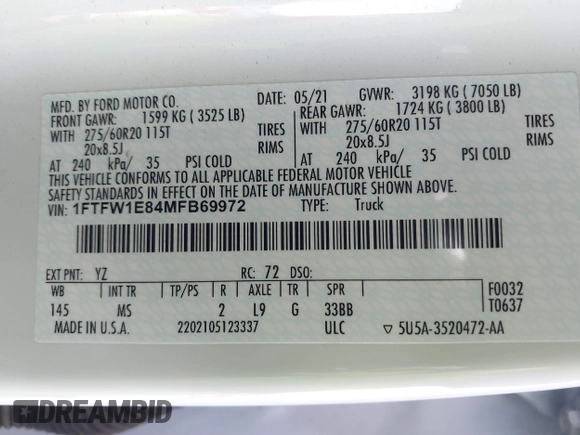 MFD. BY FORD MOTOR CO.
DATE: 05/21 GVWR: 3198 KG ( 7050 LB)
FRONT GAWR: 1599 KG ( 3525 LB)
REAR GAWR: 1724 KG ( 3800 LB)
WITH 275/60R20 115T TIRES
WITH 275/60R20 115T TIRES
20x8.5J RIMS
20x8.5J RIMS
AT 240 kPa/ 35 PSI COLD
AT 240 kPa/ 35 PSI COLD
THIS VEHICLE CONFORMS TO ALL APPLICABLE FEDERAL MOTOR VEHICLE
SAFETY STANDARDS IN EFFECT ON THE DATE OF MANUFACTURE SHOWN ABOVE.
VIN: 1FTFW1E84MFB69972 TYPE: Truck
EXT PNT: YZ RC: 72 DSO:
WB INT TR TP/PS R AXLE TR SPR F0032
145 MS 2 L9 G 33BB T0637
MADE IN U.S.A. 2202105123337 ULC ▽ 5U5A-3520472-AA
DREAMBID